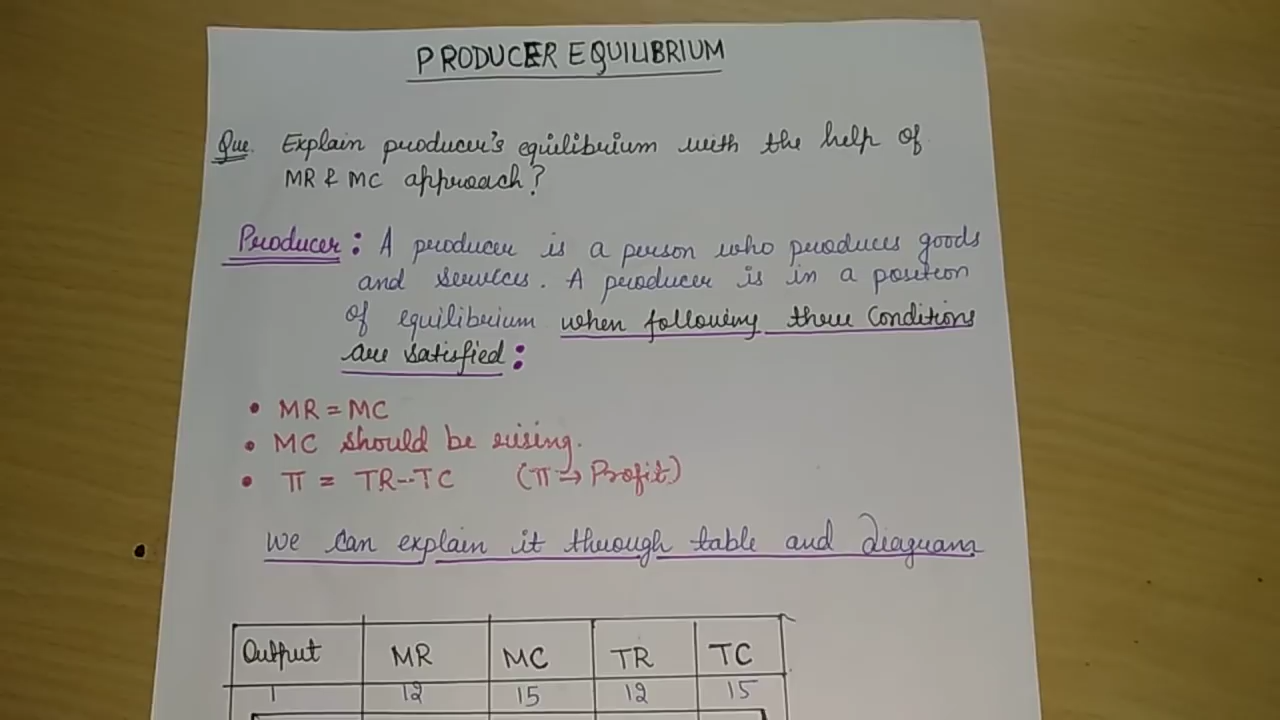 PRODUCER EQUILIBRIUM
Que. Explain producer's equilibrium with the help of
MR & MC approach?
Producer: A producer is a person who produces goods
and services. A producer is in a position
of equilibrium when following three conditions
are satisfied:
• MR = MC
• MC should be rising.
• π = TR - TC (π → Profit)
We can explain it through table and diagram
Output MR MC TR TC
1 12 15 12 15